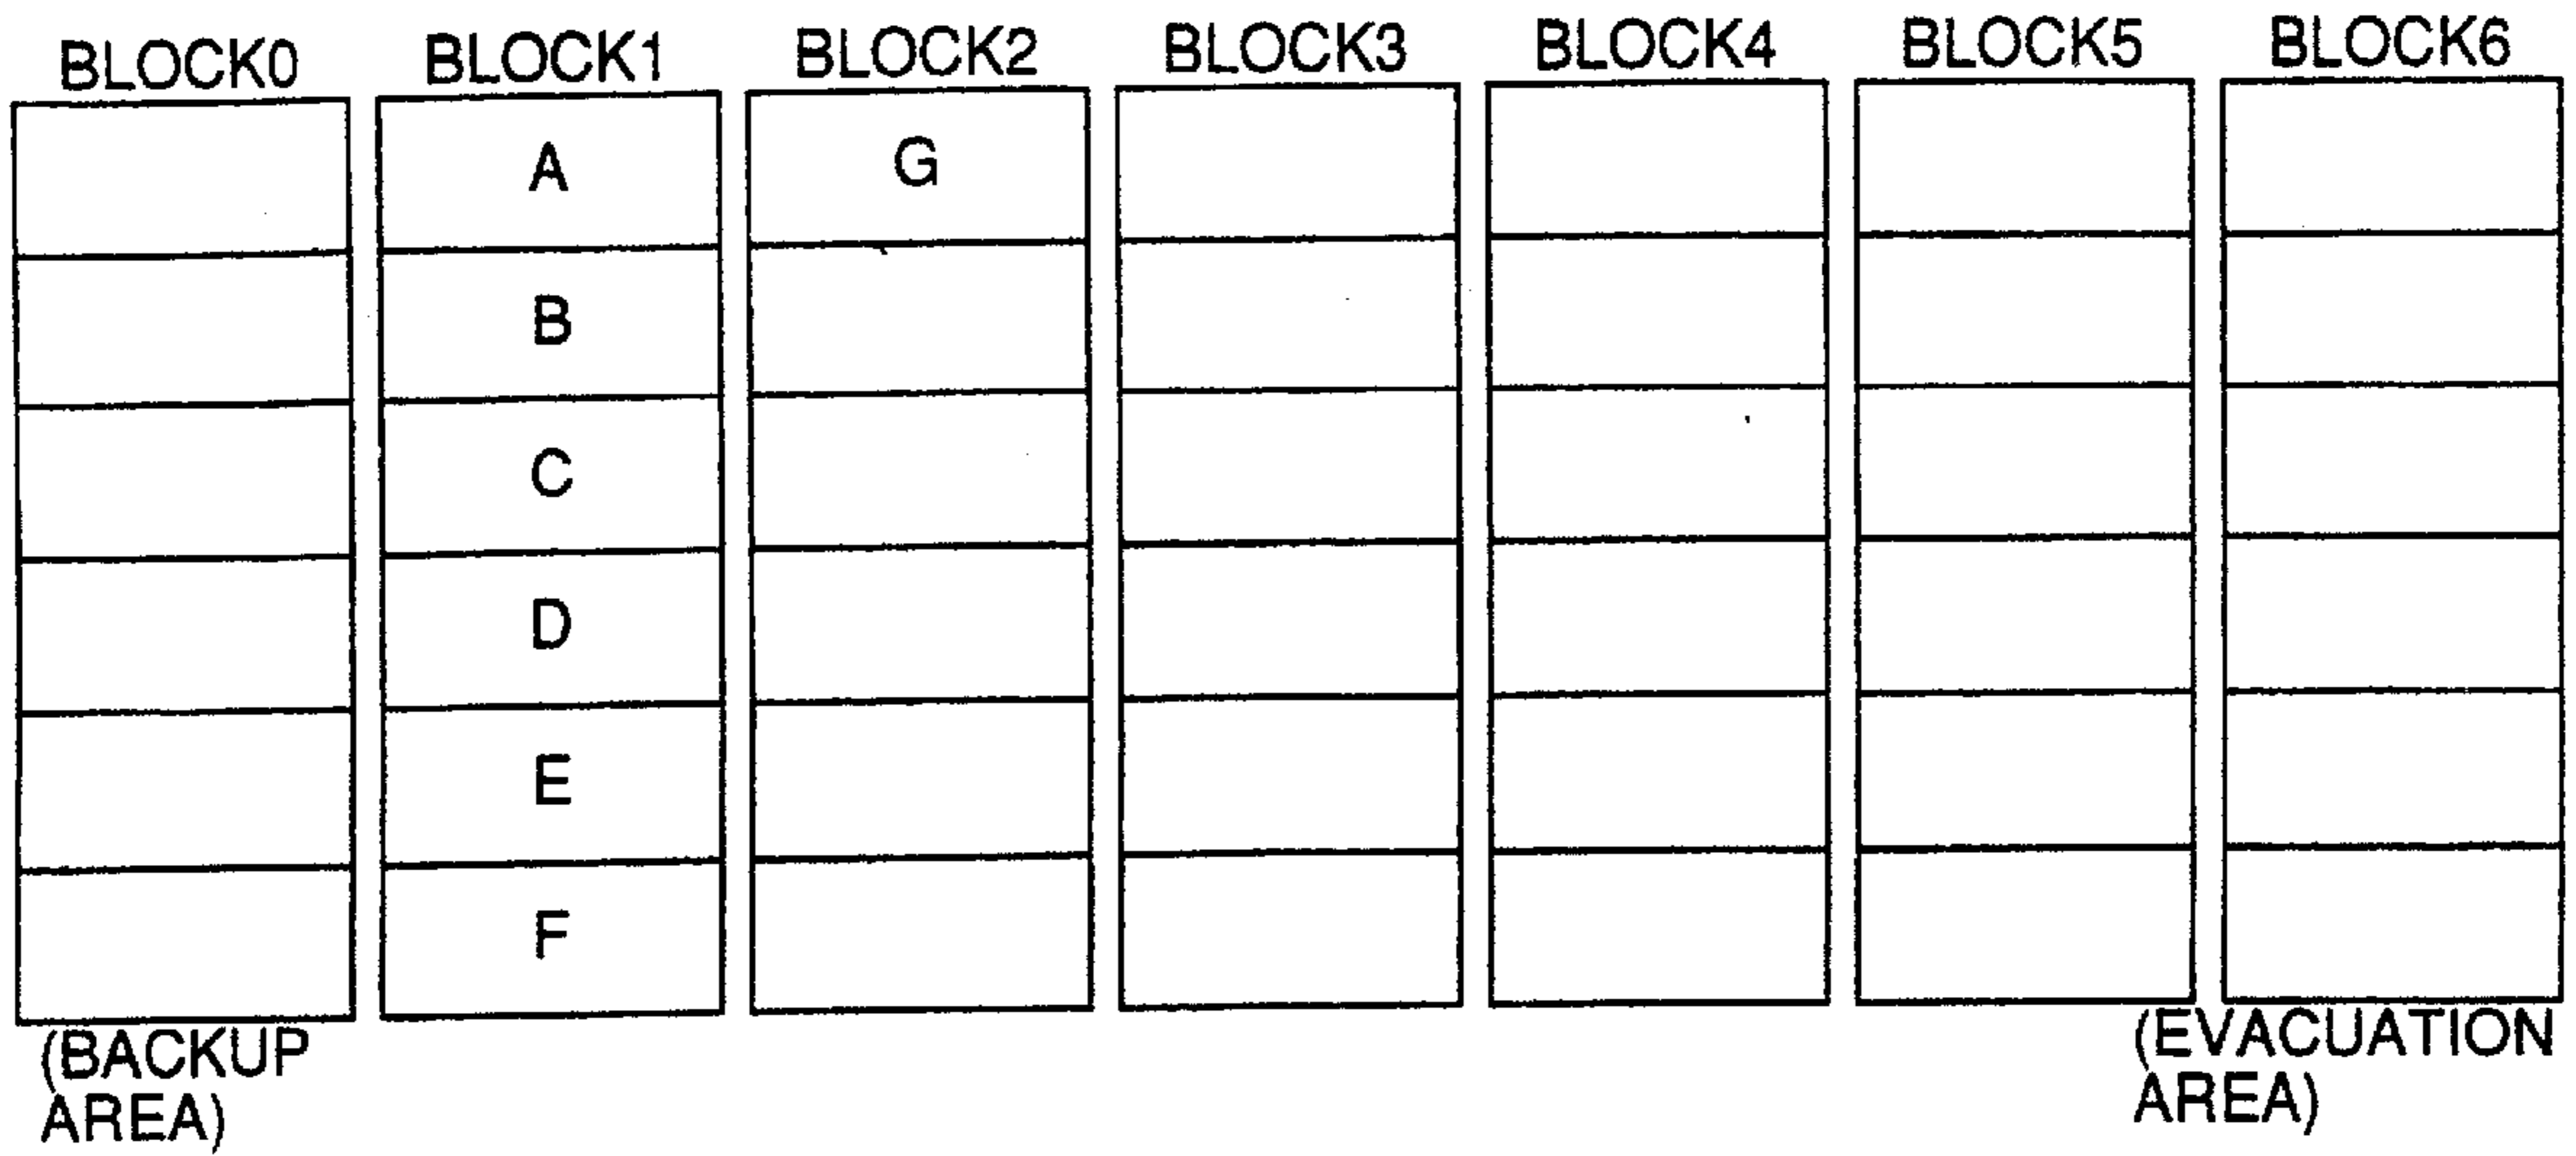 BLOCK0 BLOCK1 BLOCK2 BLOCK3 BLOCK4 BLOCK5 BLOCK6
A G
B
C
D
E
F
(BACKUP
AREA)
(EVACUATION
AREA)